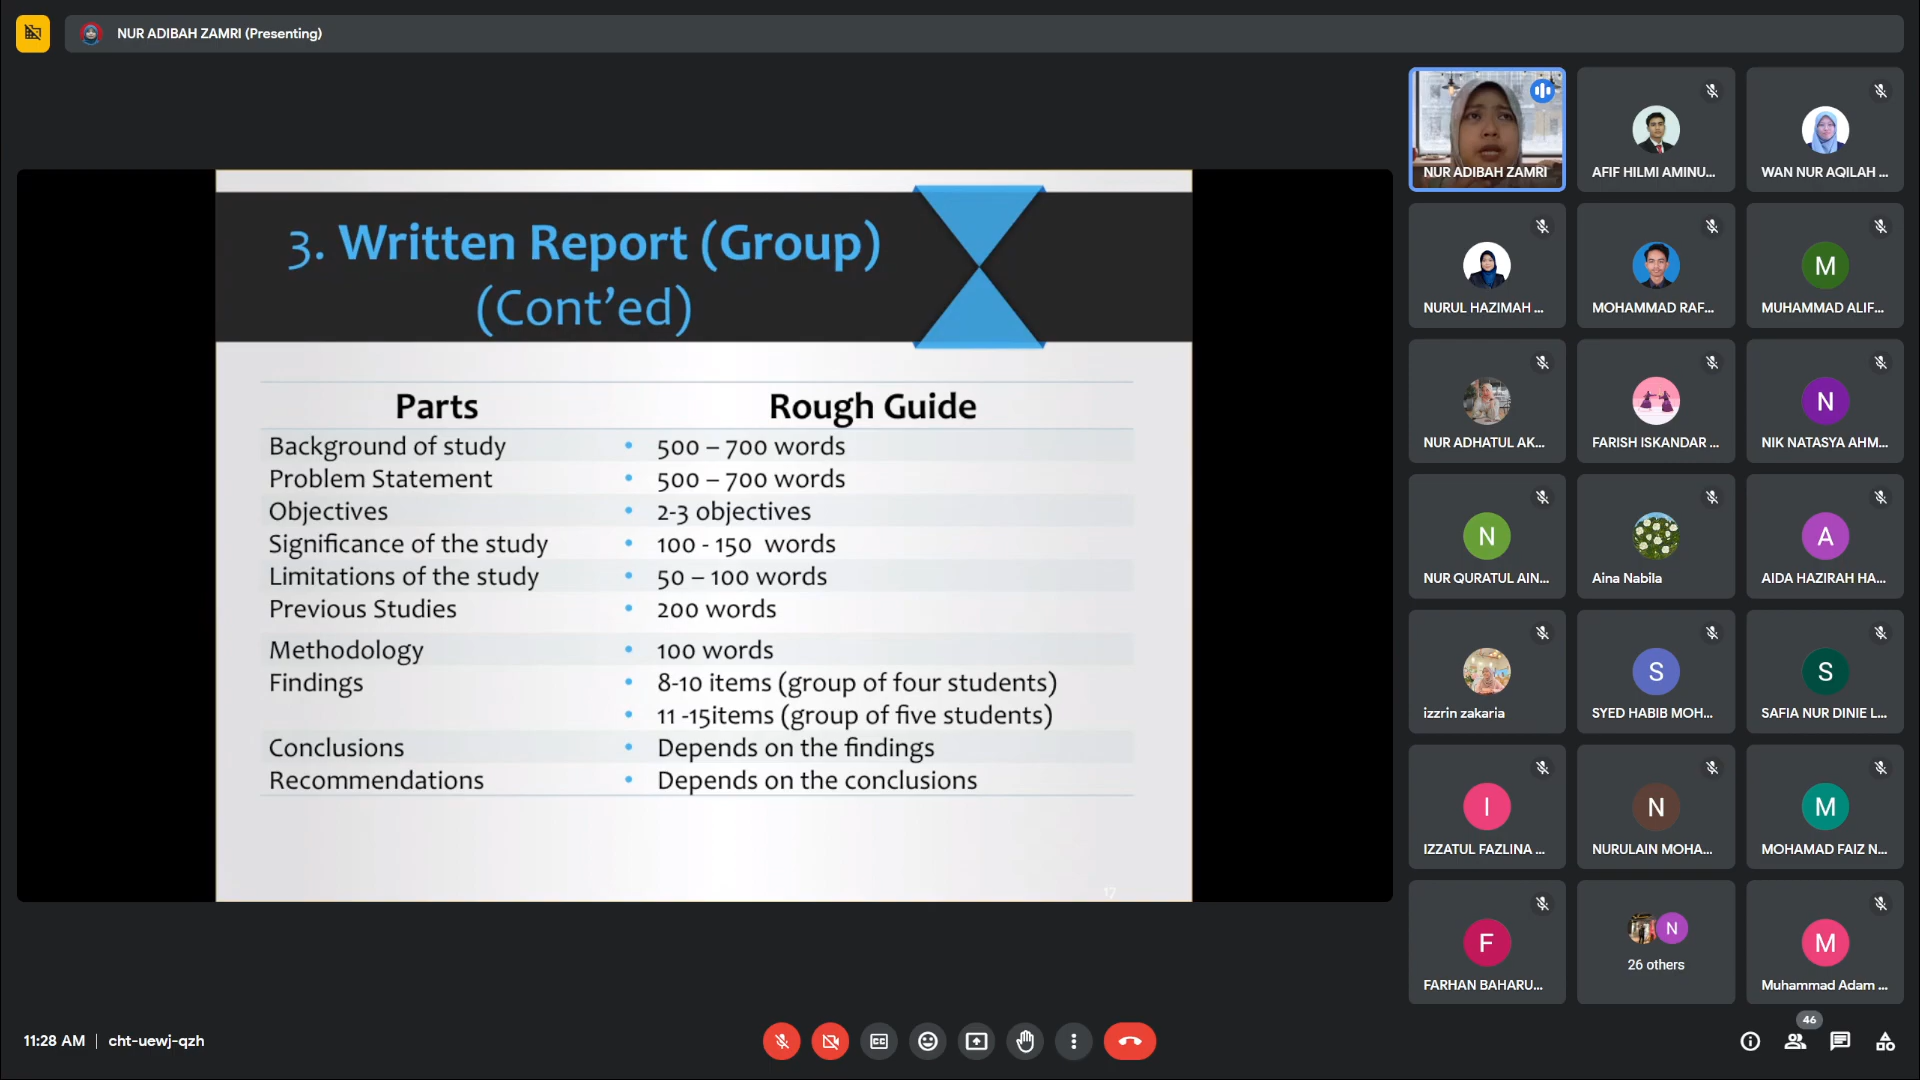 NUR ADIBAH ZAMRI (Presenting)
3. Written Report (Group)
(Cont’ed)
Parts Rough Guide
Background of study • 500 – 700 words
Problem Statement • 500 – 700 words
Objectives • 2-3 objectives
Significance of the study • 100 - 150 words
Limitations of the study • 50 – 100 words
Previous Studies • 200 words
Methodology • 100 words
Findings • 8-10 items (group of four students)
• 11 -15items (group of five students)
Conclusions • Depends on the findings
Recommendations • Depends on the conclusions
17
NUR ADIBAH ZAMRI
AFIF HILMI AMINU...
WAN NUR AQILAH ...
NURUL HAZIMAH ...
MOHAMMAD RAF...
M
MUHAMMAD ALIF...
NUR ADHATUL AK...
FARISH ISKANDAR ...
N
NIK NATASYA AHM...
N
NUR QURATUL AIN...
Aina Nabila
A
AIDA HAZIRAH HA...
izzrin zakaria
S
SYED HABIB MOH...
S
SAFIA NUR DINIE L...
I
IZZATUL FAZLINA ...
N
NURULAIN MOHA...
M
MOHAMAD FAIZ N...
F
FARHAN BAHARU...
N
26 others
M
Muhammad Adam ...
11:28 AM | cht-uewj-qzh
CC
46